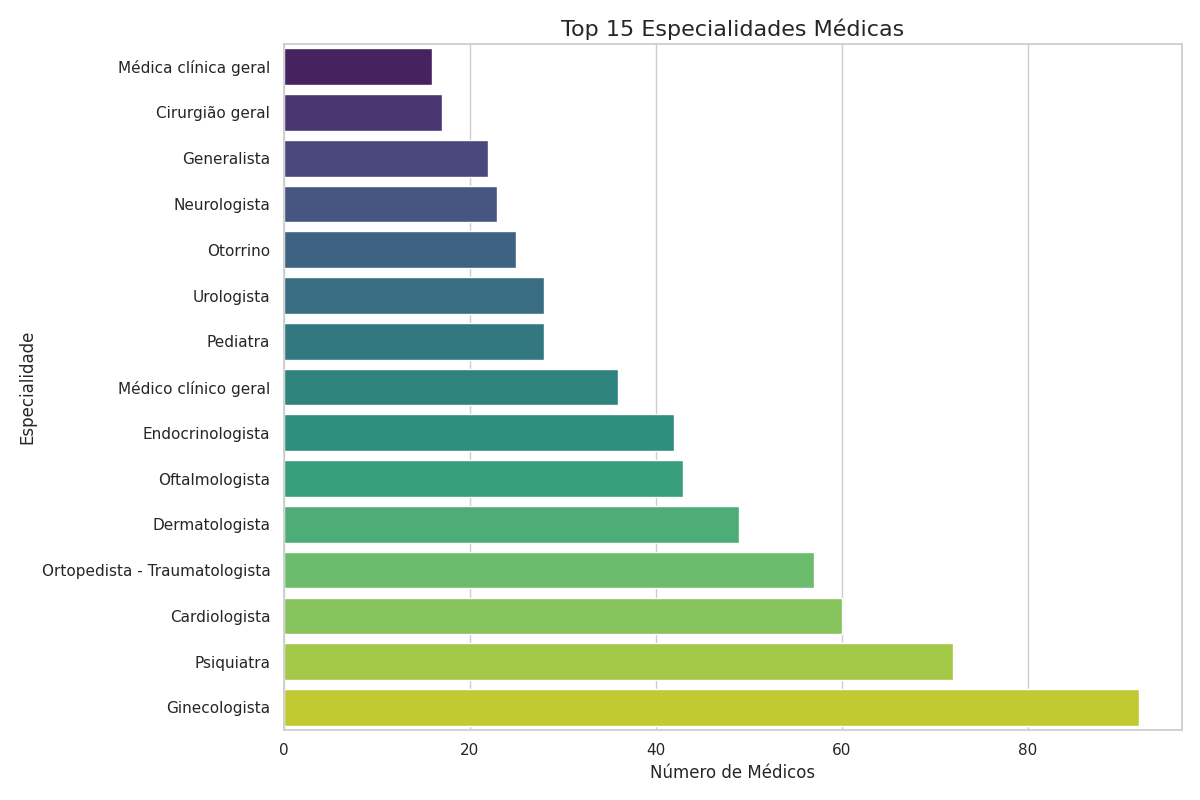 Top 15 Especialidades Médicas
Médica clínica geral
Cirurgião geral
Generalista
Neurologista
Otorrino
Urologista
Pediatra
Médico clínico geral
Endocrinologista
Oftalmologista
Dermatologista
Ortopedista - Traumatologista
Cardiologista
Psiquiatra
Ginecologista
Especialidade
0 20 40 60 80
Número de Médicos